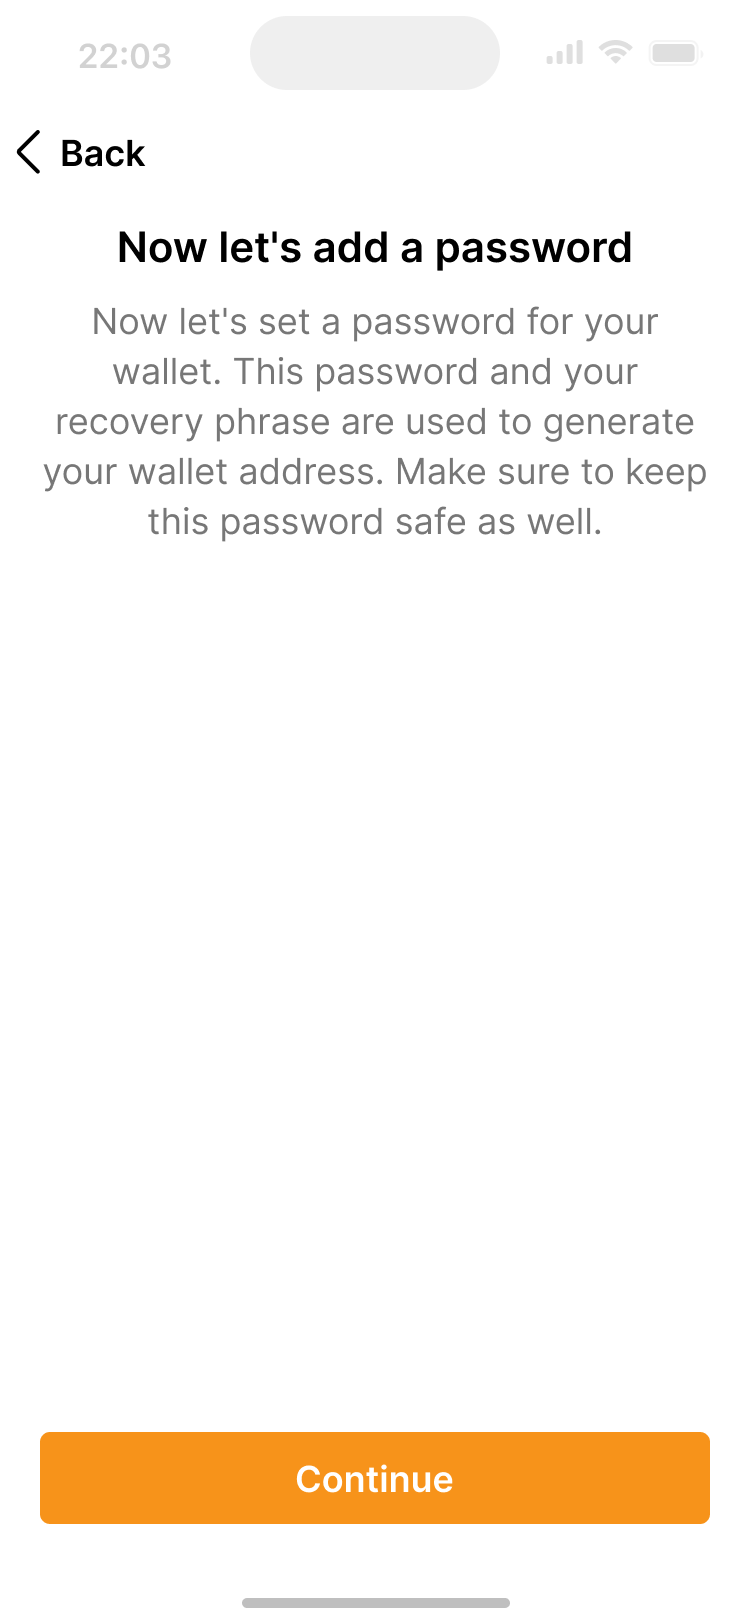 22:03
Back
Now let's add a password
Now let's set a password for your
wallet. This password and your
recovery phrase are used to generate
your wallet address. Make sure to keep
this password safe as well.
Continue